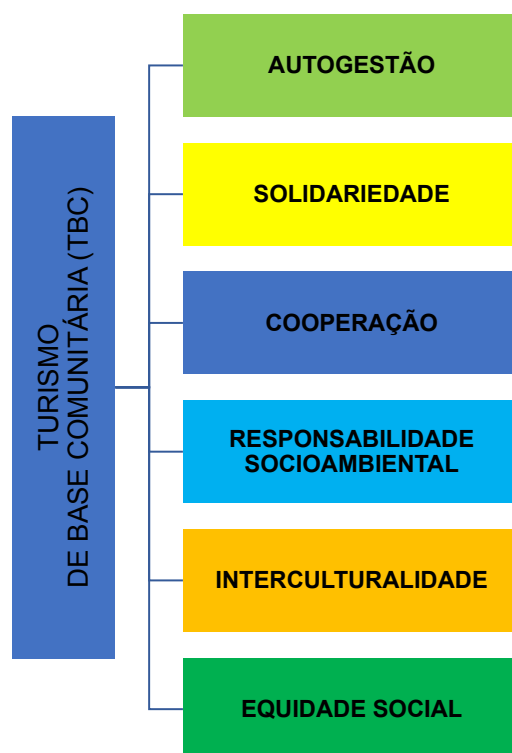 TURISMO
DE BASE COMUNITÁRIA (TBC)
AUTOGESTÃO
SOLIDARIEDADE
COOPERAÇÃO
RESPONSABILIDADE
SOCIOAMBIENTAL
INTERCULTURALIDADE
EQUIDADE SOCIAL